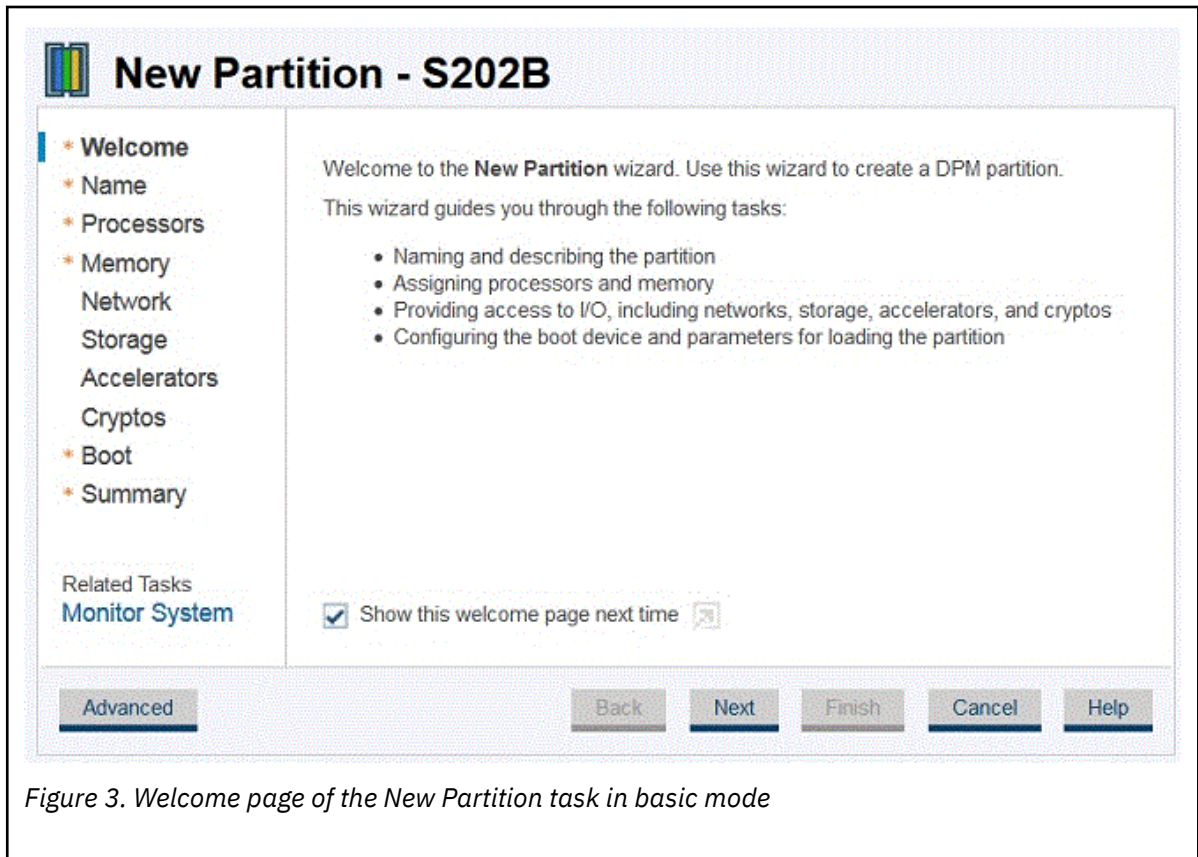 New Partition - S202B
* Welcome
* Name
* Processors
* Memory
Network
Storage
Accelerators
Cryptos
* Boot
* Summary
Related Tasks
Monitor System
Welcome to the New Partition wizard. Use this wizard to create a DPM partition.
This wizard guides you through the following tasks:
• Naming and describing the partition
• Assigning processors and memory
• Providing access to I/O, including networks, storage, accelerators, and cryptos
• Configuring the boot device and parameters for loading the partition
Show this welcome page next time
Advanced
Back
Next
Finish
Cancel
Help
Figure 3. Welcome page of the New Partition task in basic mode